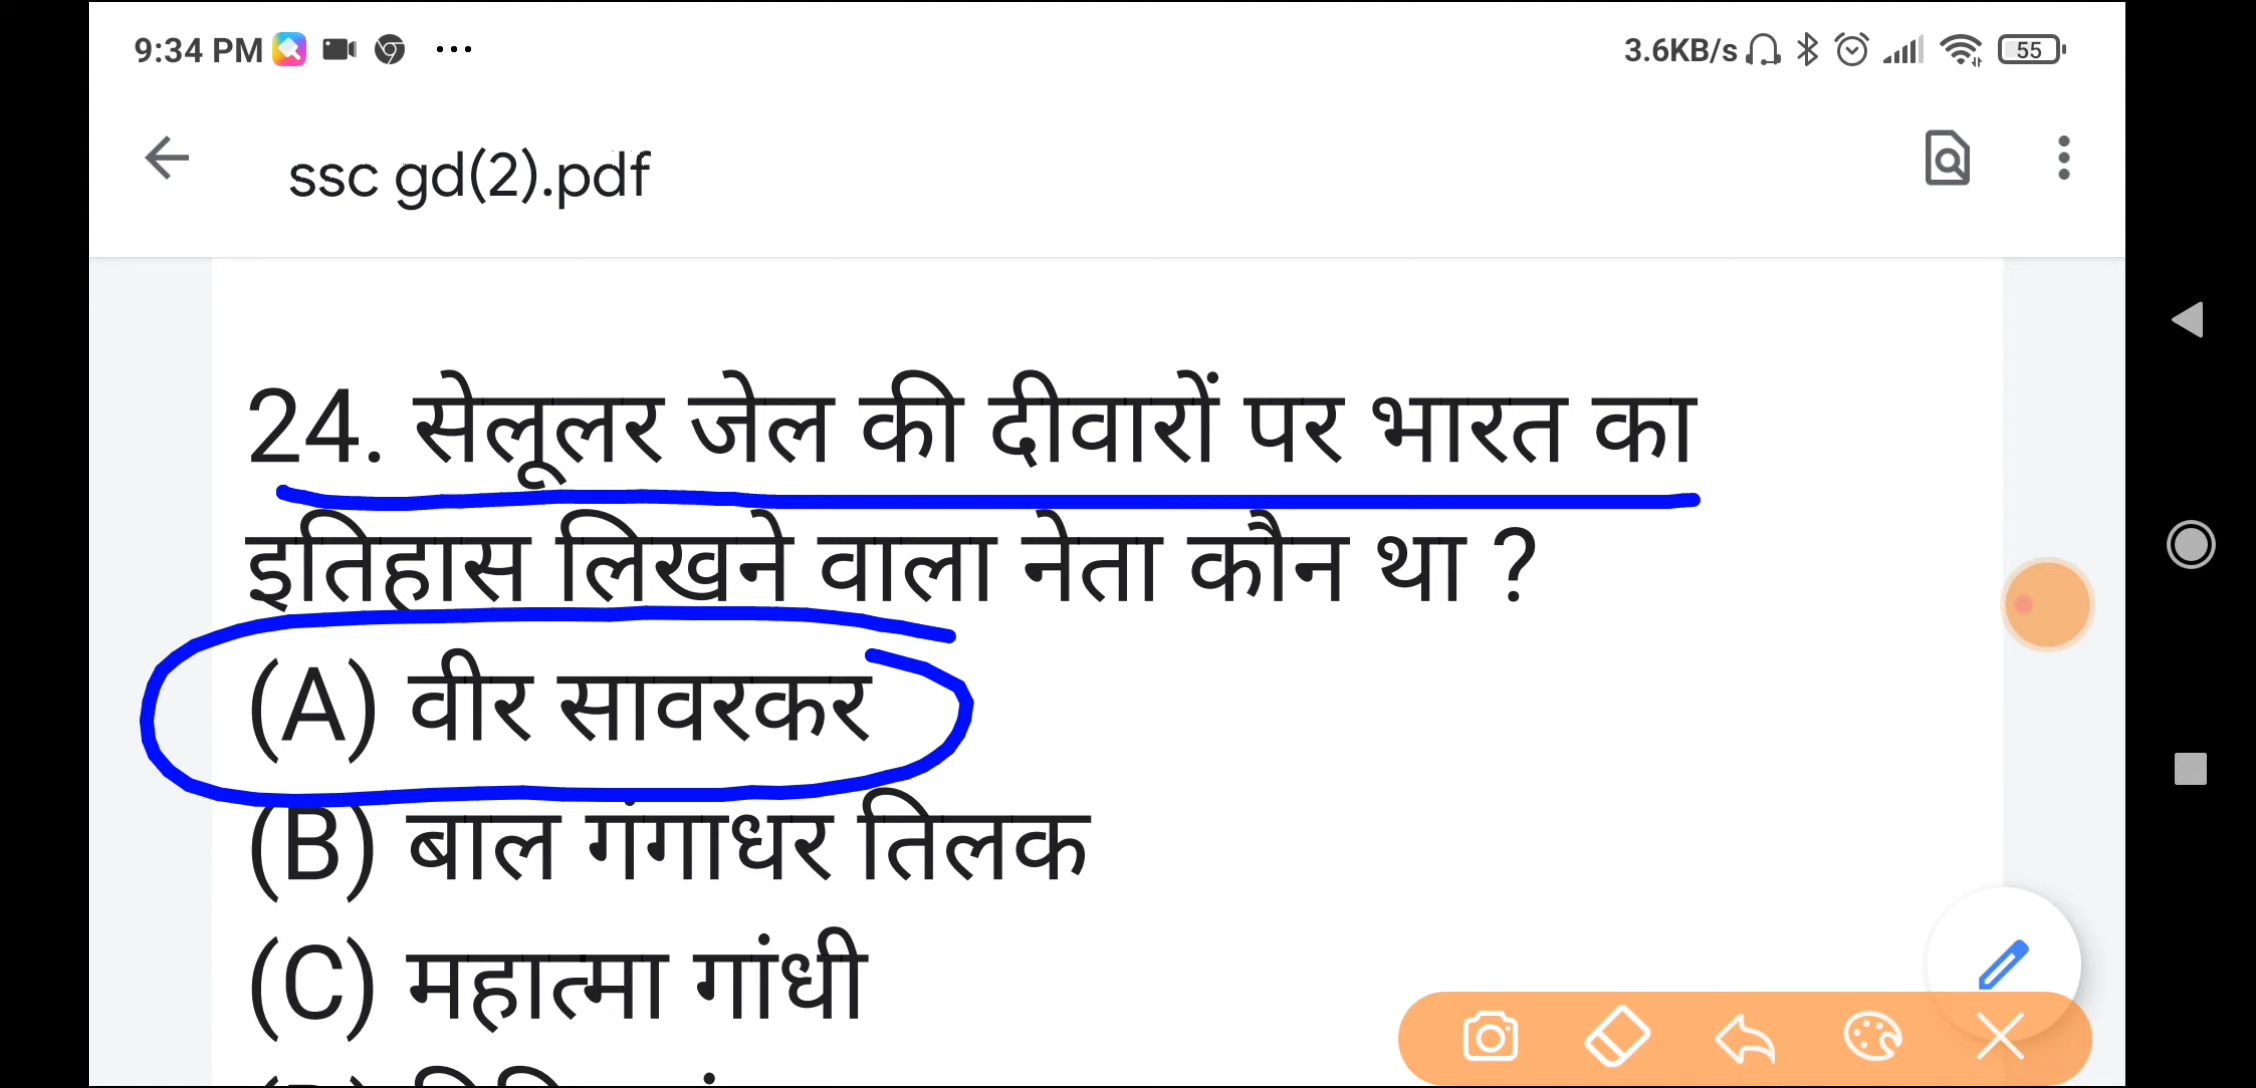 9:34 PM ... 3.6KB/s 55
ssc gd(2).pdf
24. सेलूलर जेल की दीवारों पर भारत का
इतिहास लिखने वाला नेता कौन था ?
(A) वीर सावरकर
(B) बाल गंगाधर तिलक
(C) महात्मा गांधी